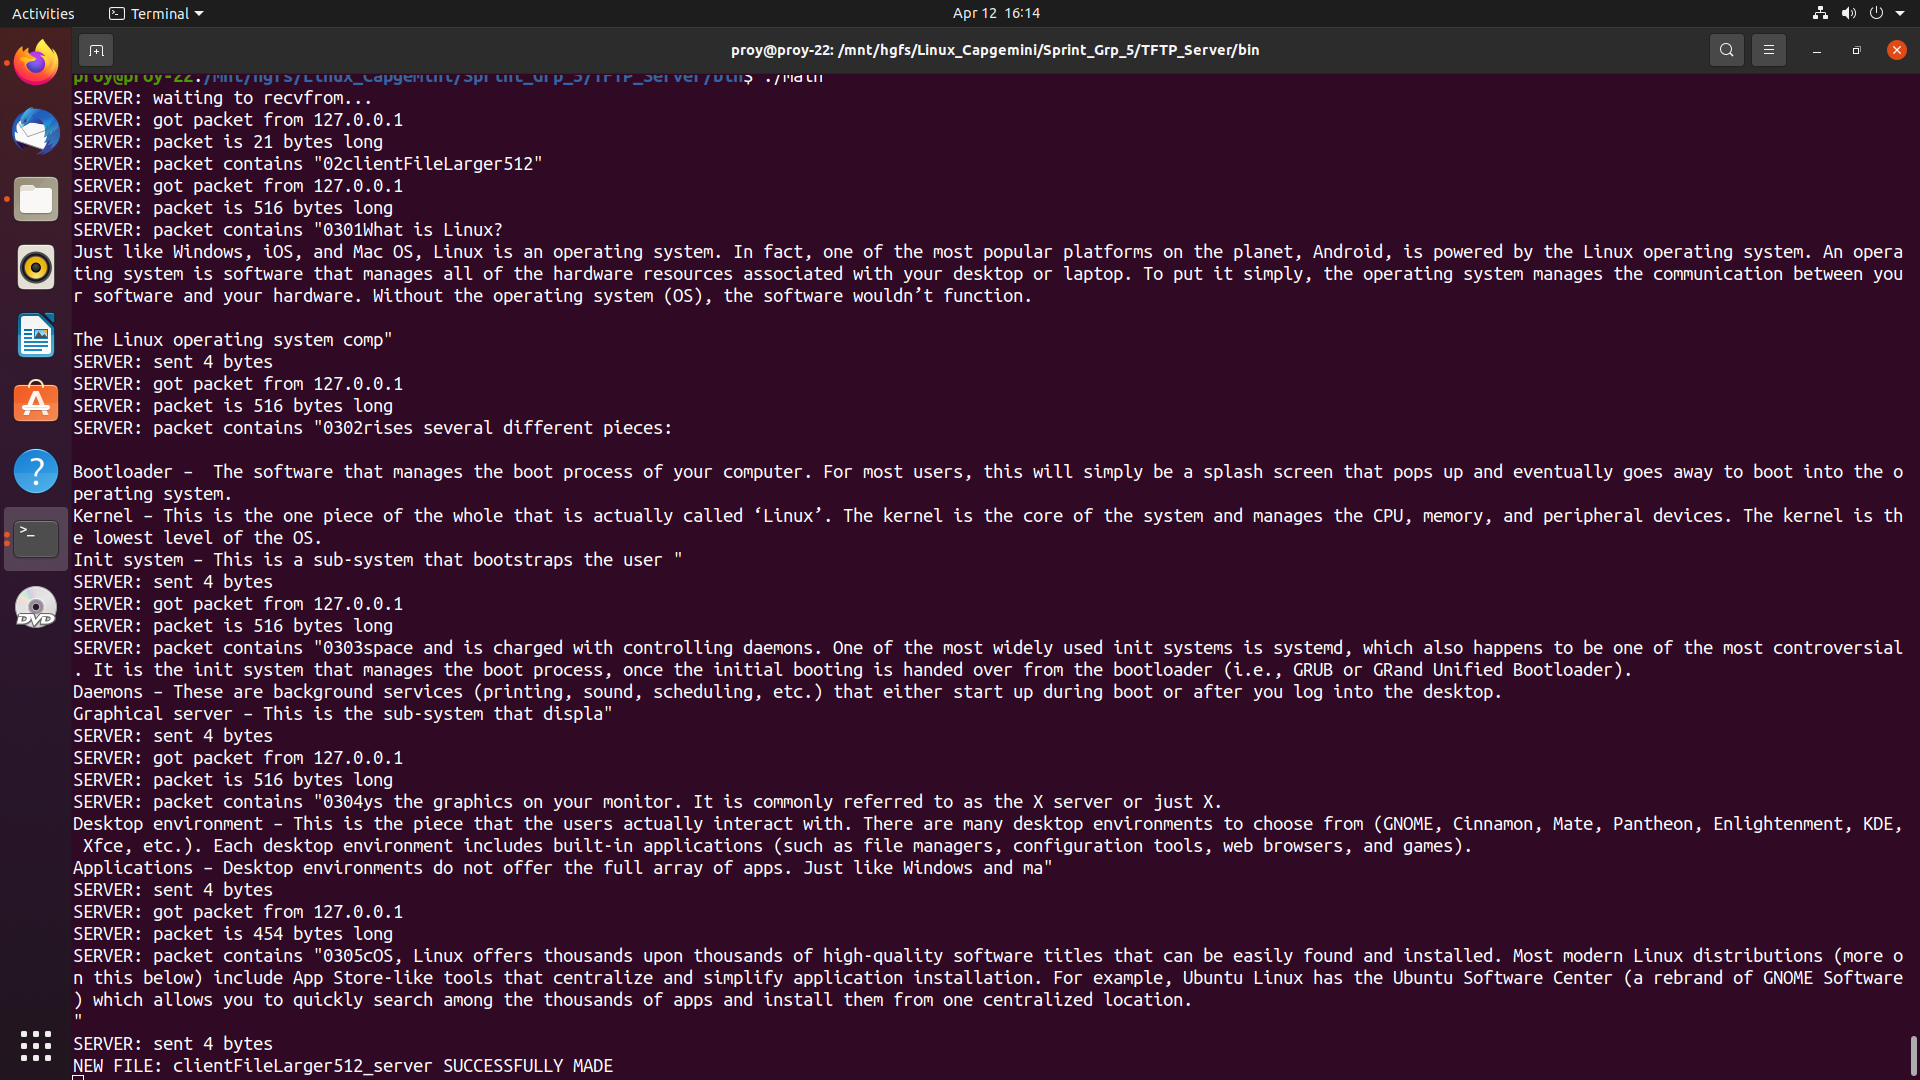 Activities
Terminal
Apr 12 16:14
proy@proy-22: /mnt/hgfs/Linux_Capgemini/Sprint_Grp_5/TFTP_Server/bin
proy@proy-22:/mnt/hgfs/Linux_Capgemini/Sprint_Grp_5/TFTP_Server/bin$ ./main
SERVER: waiting to recvfrom...
SERVER: got packet from 127.0.0.1
SERVER: packet is 21 bytes long
SERVER: packet contains "02clientFileLarger512"
SERVER: got packet from 127.0.0.1
SERVER: packet is 516 bytes long
SERVER: packet contains "0301What is Linux?
Just like Windows, iOS, and Mac OS, Linux is an operating system. In fact, one of the most popular platforms on the planet, Android, is powered by the Linux operating system. An opera
ting system is software that manages all of the hardware resources associated with your desktop or laptop. To put it simply, the operating system manages the communication between you
r software and your hardware. Without the operating system (OS), the software wouldn’t function.
The Linux operating system comp"
SERVER: sent 4 bytes
SERVER: got packet from 127.0.0.1
SERVER: packet is 516 bytes long
SERVER: packet contains "0302rises several different pieces:
Bootloader –  The software that manages the boot process of your computer. For most users, this will simply be a splash screen that pops up and eventually goes away to boot into the o
perating system.
Kernel – This is the one piece of the whole that is actually called ‘Linux’. The kernel is the core of the system and manages the CPU, memory, and peripheral devices. The kernel is th
e lowest level of the OS.
Init system – This is a sub-system that bootstraps the user "
SERVER: sent 4 bytes
SERVER: got packet from 127.0.0.1
SERVER: packet is 516 bytes long
SERVER: packet contains "0303space and is charged with controlling daemons. One of the most widely used init systems is systemd, which also happens to be one of the most controversial
. It is the init system that manages the boot process, once the initial booting is handed over from the bootloader (i.e., GRUB or GRand Unified Bootloader).
Daemons – These are background services (printing, sound, scheduling, etc.) that either start up during boot or after you log into the desktop.
Graphical server – This is the sub-system that displa"
SERVER: sent 4 bytes
SERVER: got packet from 127.0.0.1
SERVER: packet is 516 bytes long
SERVER: packet contains "0304ys the graphics on your monitor. It is commonly referred to as the X server or just X.
Desktop environment – This is the piece that the users actually interact with. There are many desktop environments to choose from (GNOME, Cinnamon, Mate, Pantheon, Enlightenment, KDE,
 Xfce, etc.). Each desktop environment includes built-in applications (such as file managers, configuration tools, web browsers, and games).
Applications – Desktop environments do not offer the full array of apps. Just like Windows and ma"
SERVER: sent 4 bytes
SERVER: got packet from 127.0.0.1
SERVER: packet is 454 bytes long
SERVER: packet contains "0305cOS, Linux offers thousands upon thousands of high-quality software titles that can be easily found and installed. Most modern Linux distributions (more o
n this below) include App Store-like tools that centralize and simplify application installation. For example, Ubuntu Linux has the Ubuntu Software Center (a rebrand of GNOME Software
) which allows you to quickly search among the thousands of apps and install them from one centralized location.
"
SERVER: sent 4 bytes
NEW FILE: clientFileLarger512_server SUCCESSFULLY MADE
DVD